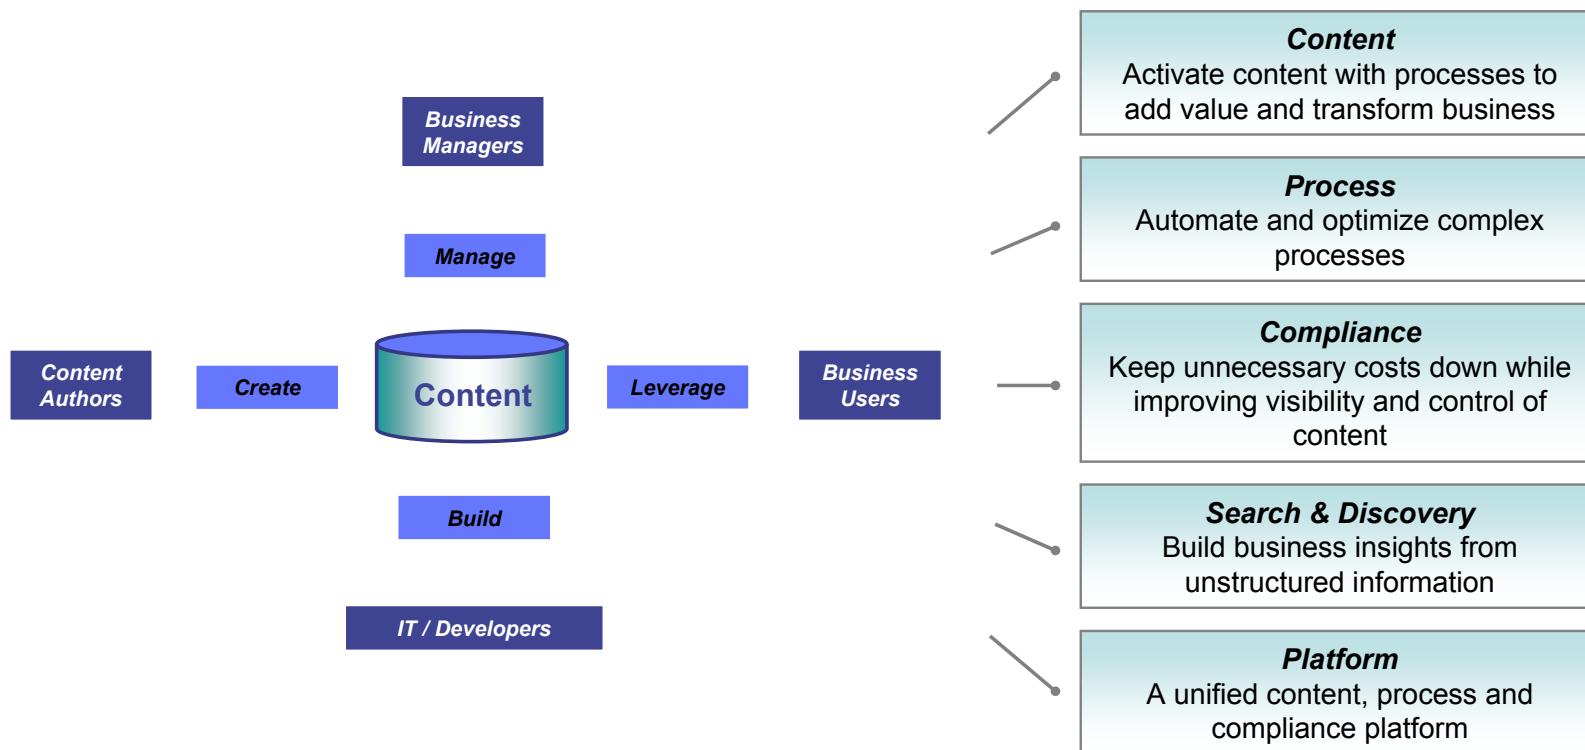 Business
Managers
Manage
Content
Authors
Create
Content
Leverage
Business
Users
Build
IT / Developers
Content
Activate content with processes to
add value and transform business
Process
Automate and optimize complex
processes
Compliance
Keep unnecessary costs down while
improving visibility and control of
content
Search & Discovery
Build business insights from
unstructured information
Platform
A unified content, process and
compliance platform